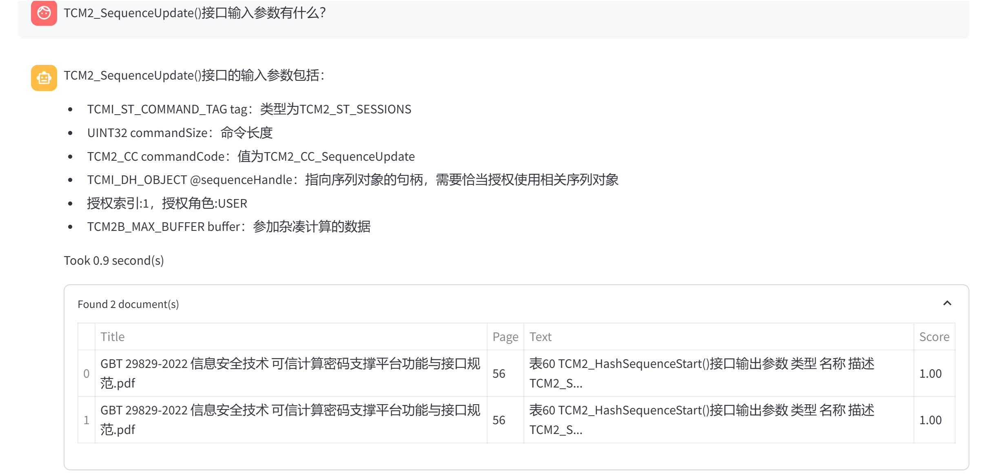 TCM2_SequenceUpdate()接口输入参数有什么?
TCM2_SequenceUpdate()接口的输入参数包括：
TCMI_ST_COMMAND_TAG tag：类型为TCM2_ST_SESSIONS
UINT32 commandSize：命令长度
TCM2_CC commandCode：值为TCM2_CC_SequenceUpdate
TCMI_DH_OBJECT @sequenceHandle：指向序列对象的句柄，需要恰当授权使用相关序列对象
授权索引:1，授权角色:USER
TCM2B_MAX_BUFFER buffer：参加杂凑计算的数据
Took 0.9 second(s)
Found 2 document(s)
Title Page Text Score
0 GBT 29829-2022 信息安全技术 可信计算密码支撑平台功能与接口规
范.pdf 56 表60 TCM2_HashSequenceStart()接口输出参数 类型 名称 描述
TCM2_S... 1.00
1 GBT 29829-2022 信息安全技术 可信计算密码支撑平台功能与接口规
范.pdf 56 表60 TCM2_HashSequenceStart()接口输出参数 类型 名称 描述
TCM2_S... 1.00